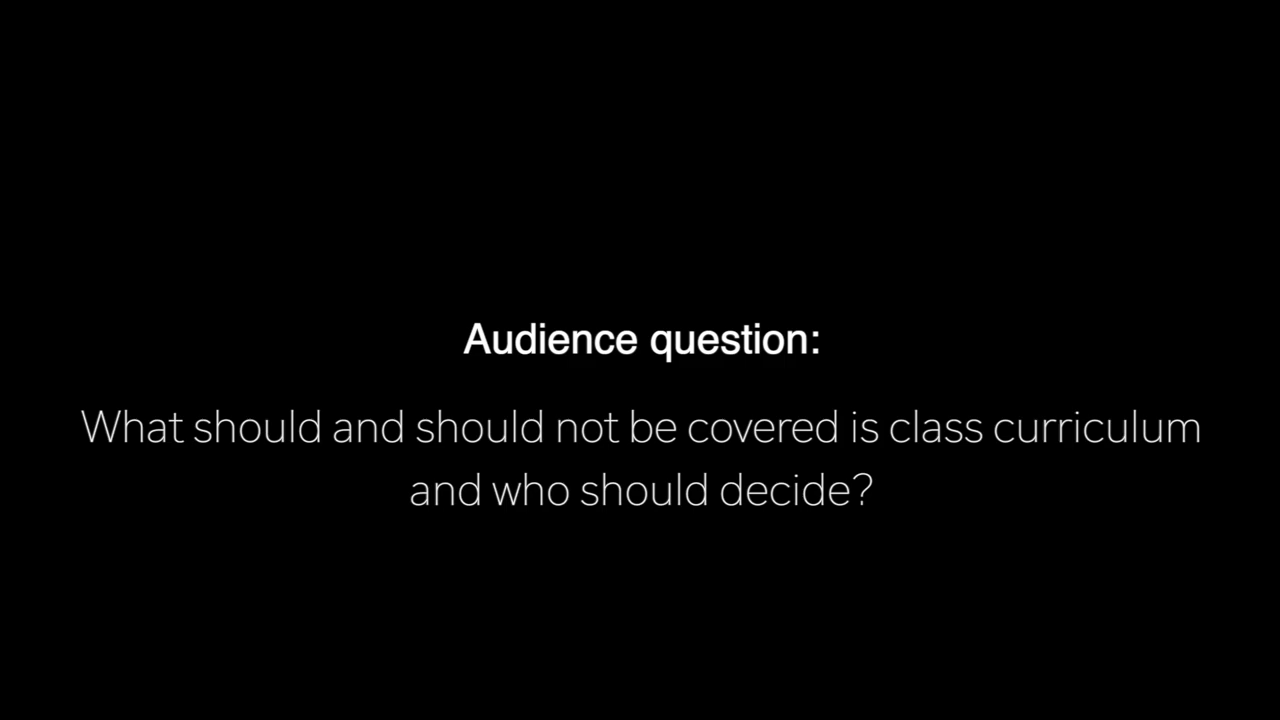 Audience question:
What should and should not be covered is class curriculum
and who should decide?